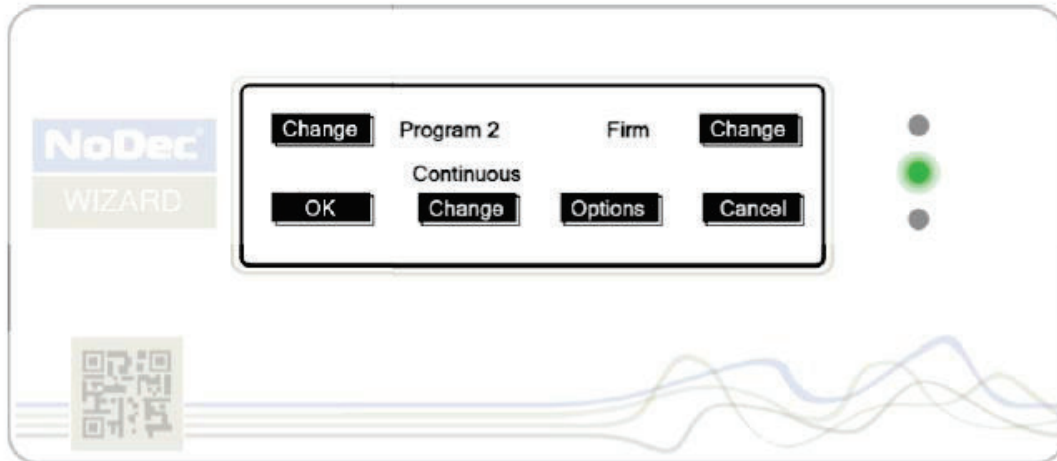 NoDec®
WIZARD
Change Program 2 Firm Change
Continuous
OK Change Options Cancel